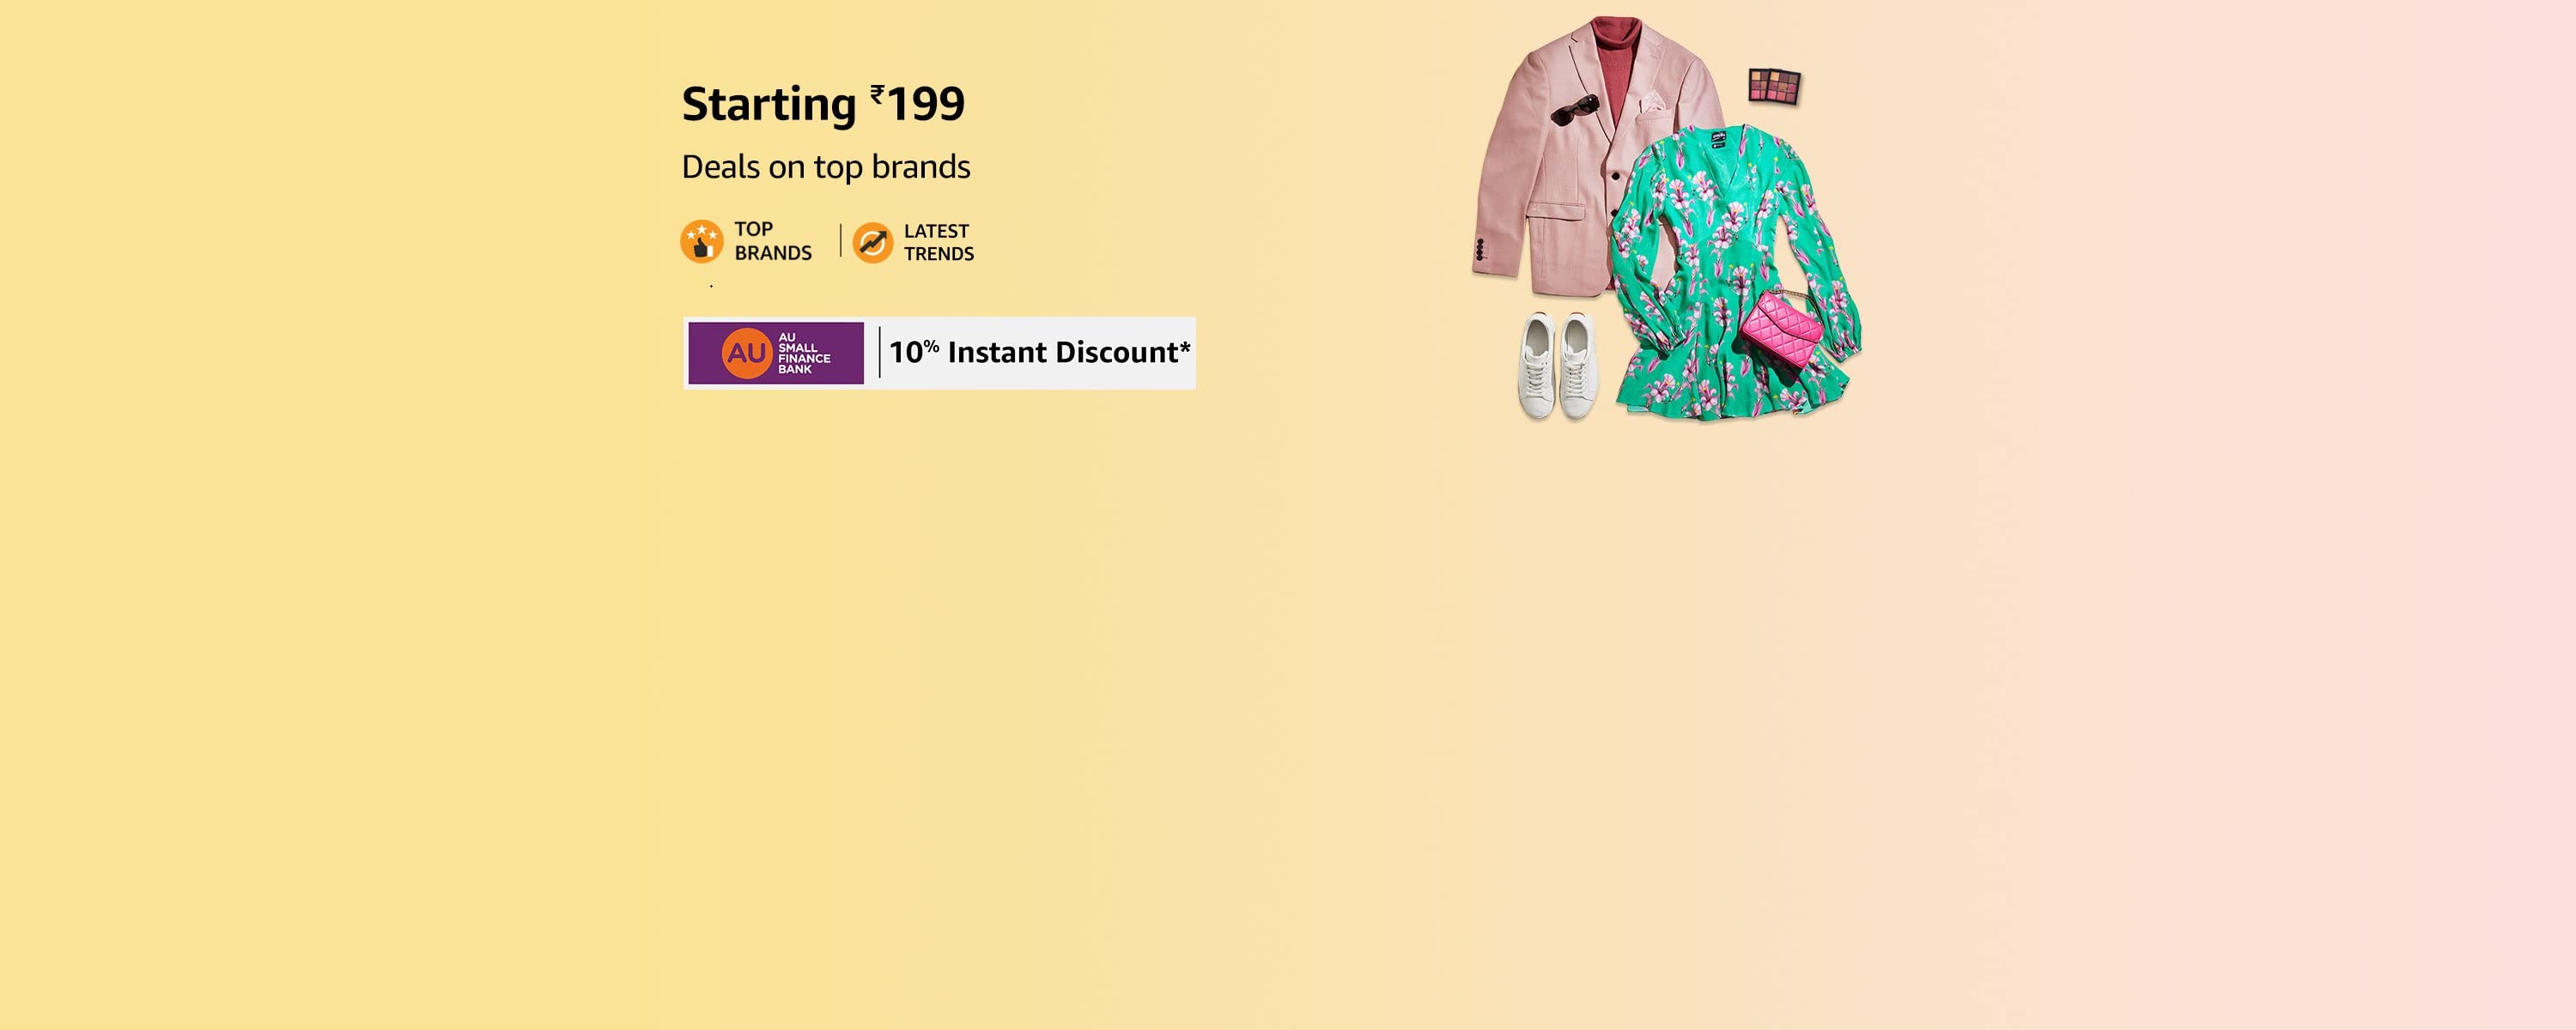 Starting ₹199
Deals on top brands
TOP
BRANDS
LATEST
TRENDS
AU
AU
SMALL
FINANCE
BANK
10% Instant Discount*